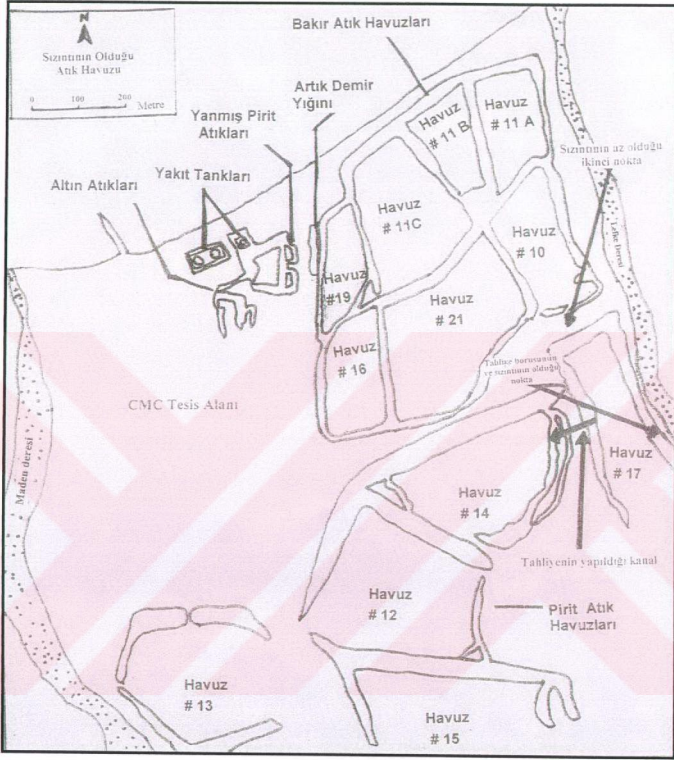 N
Sızıntının Olduğu
Atık Havuzu
0 100 200 Metre
Bakır Atık Havuzları
Artık Demir
Yığını
Yanmış Pirit
Atıkları
Yakıt Tankları
Altın Atıkları
Havuz
# 11 B
Havuz
# 11 A
Sızıntının az olduğu
ikinci nokta
Havuz
# 11C
Havuz
# 10
Lefke Deresi
Havuz
#19
Havuz
# 21
Havuz
# 16
Tahliye borusunun
ve sızıntının olduğu
nokta
CMC Tesis Alanı
Maden deresi
Havuz
# 17
Havuz
# 14
Tahliyenin yapıldığı kanal
Havuz
# 12
Pirit Atık
Havuzları
Havuz
# 13
Havuz
# 15